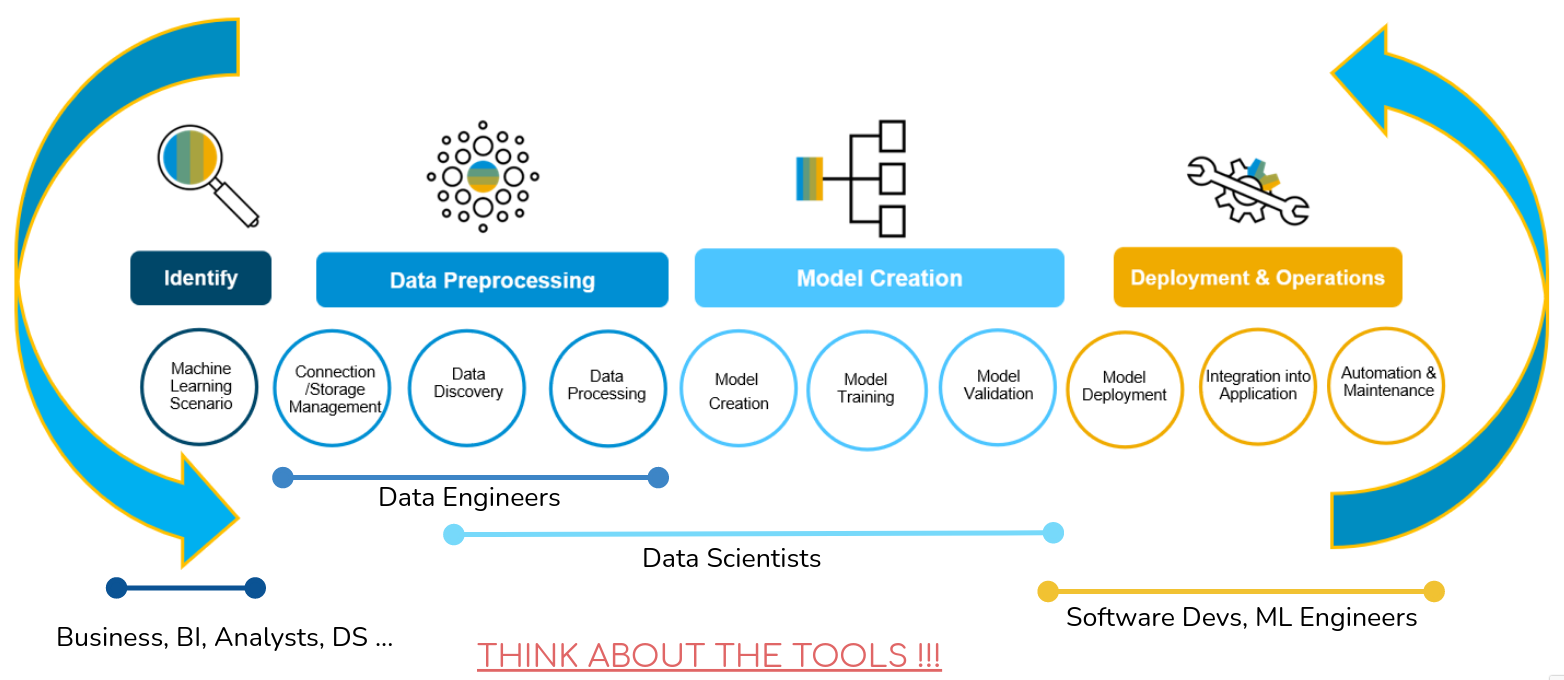 Identify
Data Preprocessing
Model Creation
Deployment & Operations
Machine
Learning
Scenario
Connection
/Storage
Management
Data
Discovery
Data
Processing
Model
Creation
Model
Training
Model
Validation
Model
Deployment
Integration into
Application
Automation &
Maintenance
Data Engineers
Data Scientists
Software Devs, ML Engineers
Business, BI, Analysts, DS ...
THINK ABOUT THE TOOLS !!!